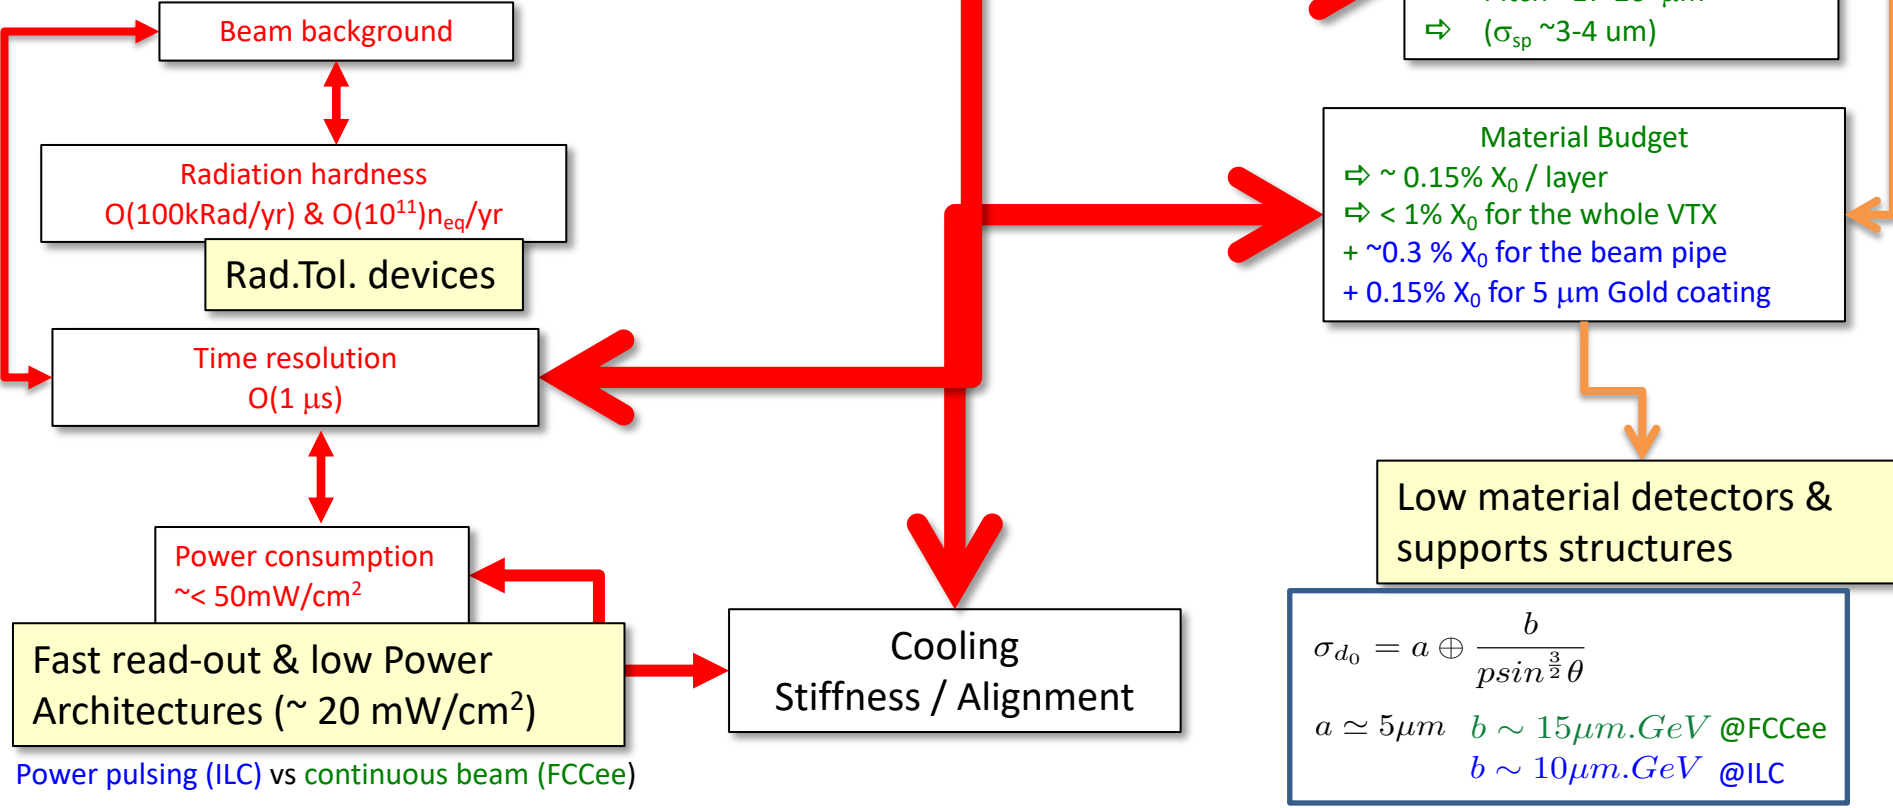 Beam background
Radiation hardness
O(100kRad/yr) & O(10¹¹)n_eq/yr
Rad.Tol. devices
Time resolution
O(1 μs)
Power consumption
~< 50mW/cm²
Fast read-out & low Power
Architectures (~ 20 mW/cm²)
Power pulsing (ILC) vs continuous beam (FCCee)
Cooling
Stiffness / Alignment
⇨ (σ_sp ~3-4 um)
Material Budget
⇨ ~ 0.15% X₀ / layer
⇨ < 1% X₀ for the whole VTX
+ ~0.3 % X₀ for the beam pipe
+ 0.15% X₀ for 5 μm Gold coating
Low material detectors &
supports structures
σ_{d₀} = a ⊕ b / psin^{3/2}θ
a ≃ 5μm b ∼ 15μm.GeV @FCCee
b ∼ 10μm.GeV @ILC